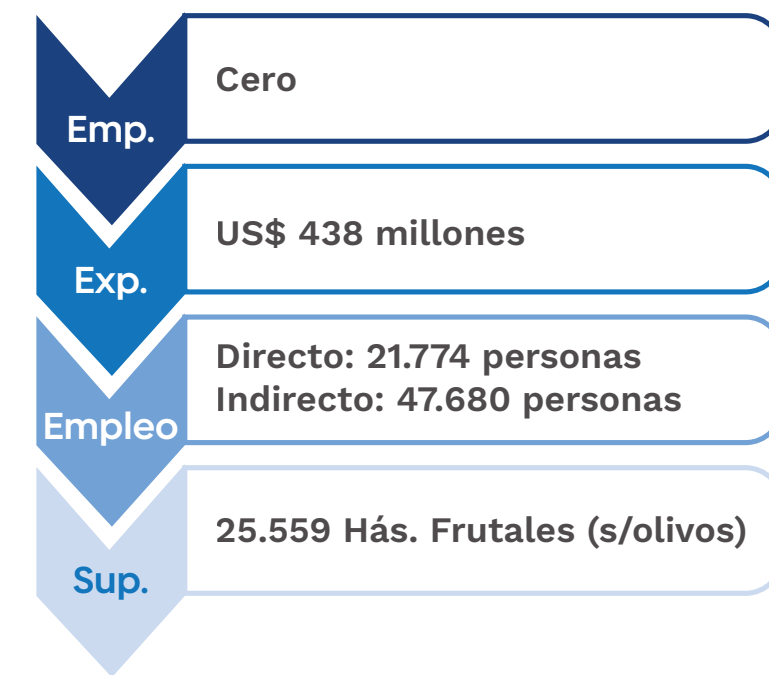 Emp.
Cero
Exp.
US$ 438 millones
Empleo
Directo: 21.774 personas
Indirecto: 47.680 personas
Sup.
25.559 Hás. Frutales (s/olivos)